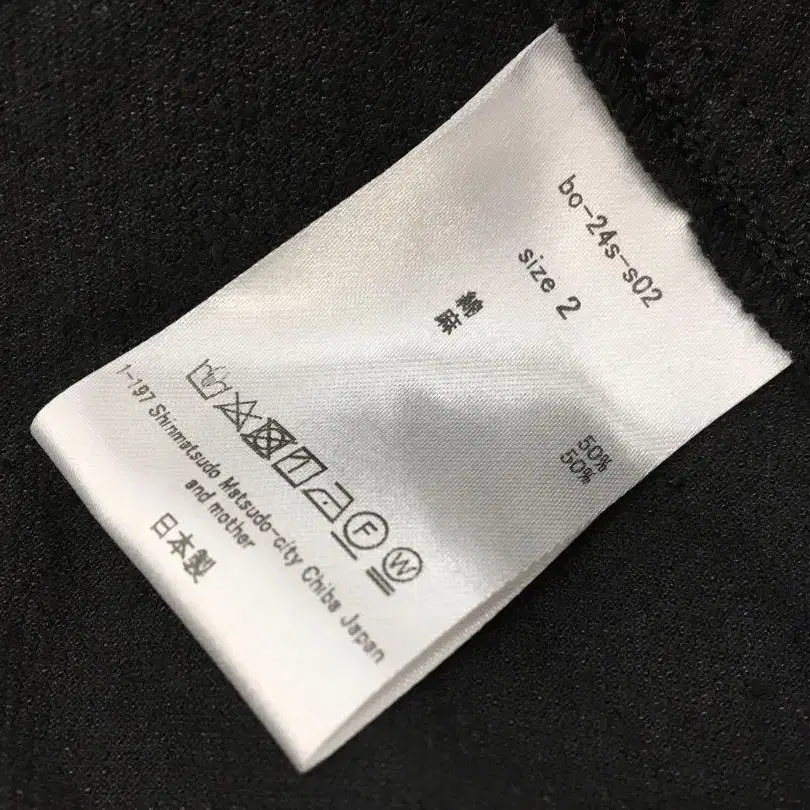 bo-24s-s02
size 2
綿 50%
麻 50%
F W
1-197 Shinmatsudo Matsudo-city Chiba Japan
and mother
日本製